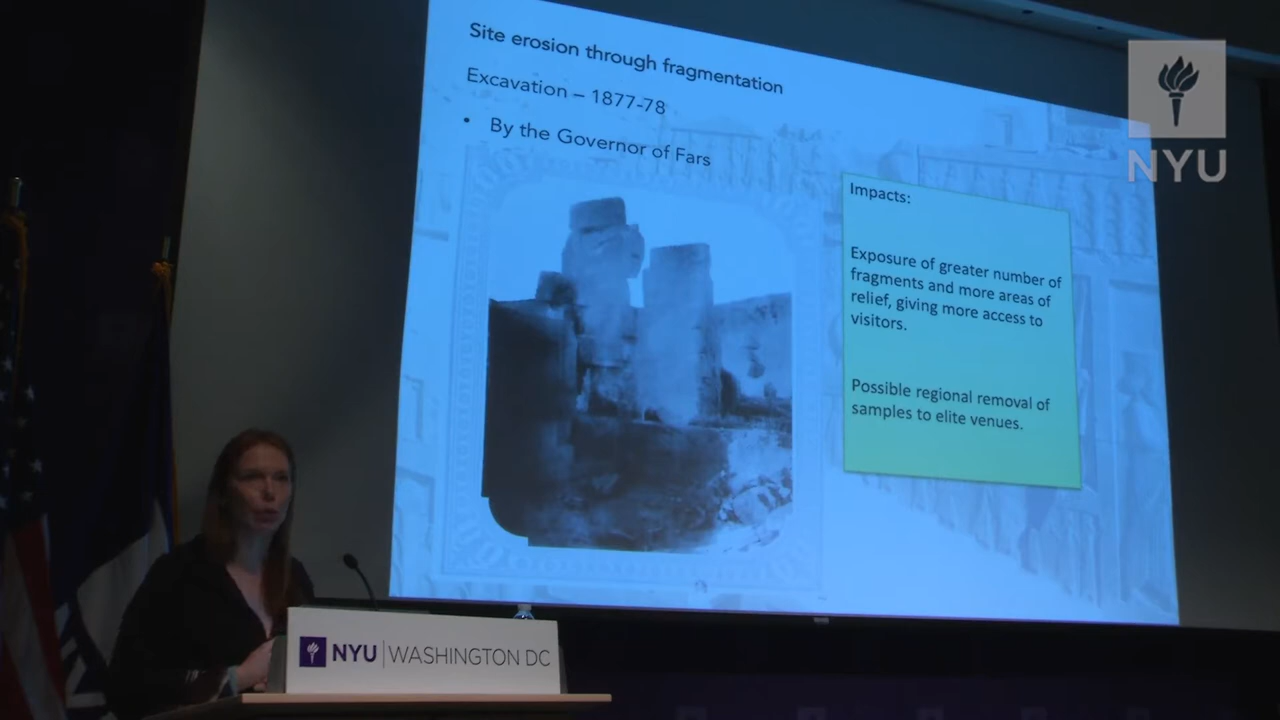 Site erosion through fragmentation
Excavation – 1877-78
• By the Governor of Fars
Impacts:
Exposure of greater number of
fragments and more areas of
relief, giving more access to
visitors.
Possible regional removal of
samples to elite venues.
NYU
NYU | WASHINGTON DC